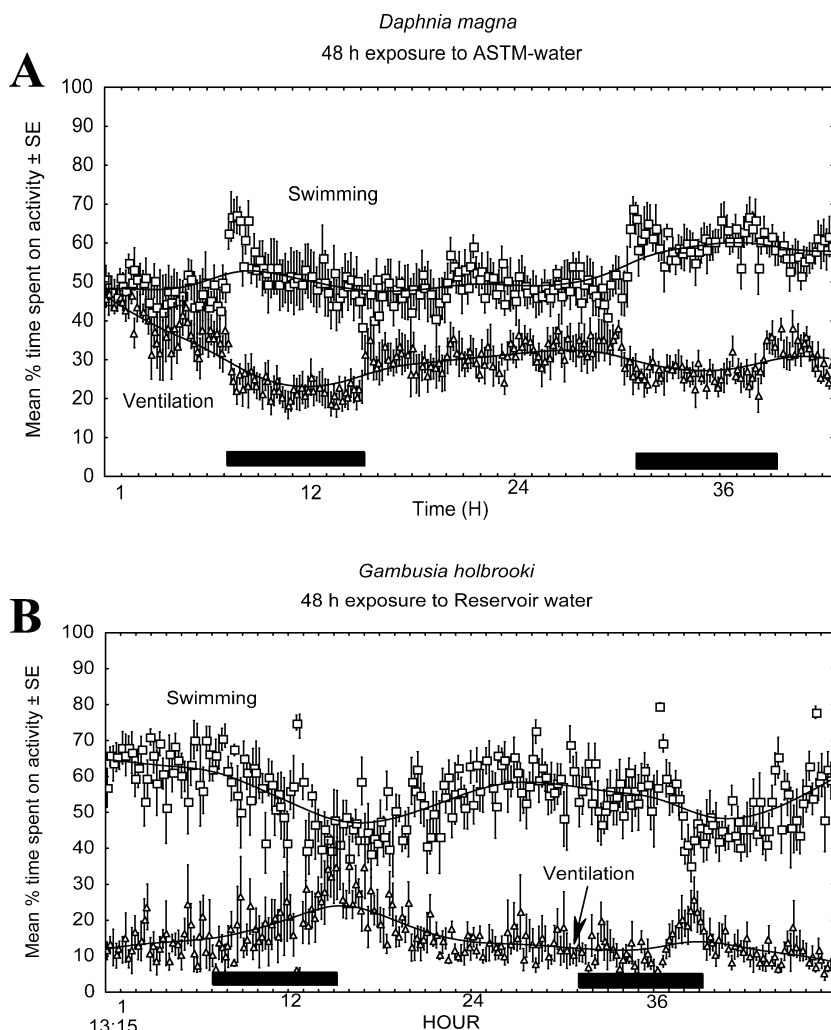 Daphnia magna
48 h exposure to ASTM-water
A
Mean % time spent on activity ± SE
100
90
80
70
60
50
40
30
20
10
0
Swimming
Ventilation
1
12
24
36
Time (H)
Gambusia holbrooki
48 h exposure to Reservoir water
B
Mean % time spent on activity ± SE
100
90
80
70
60
50
40
30
20
10
0
Swimming
Ventilation
1
12
24
36
13:15
HOUR